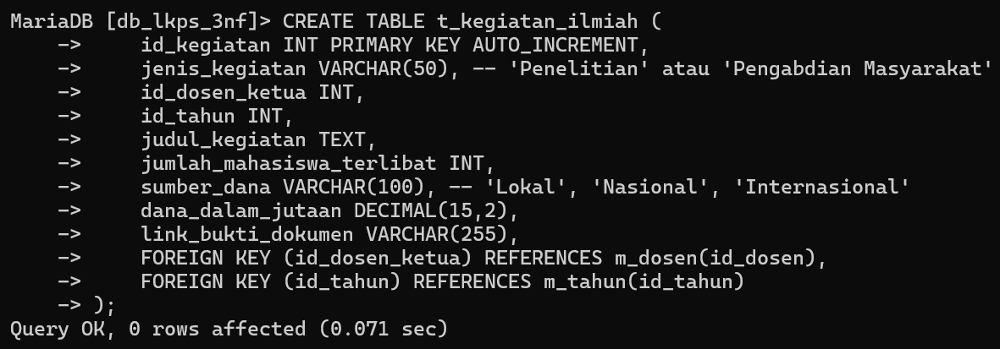 MariaDB [db_lkps_3nf]> CREATE TABLE t_kegiatan_ilmiah (
    ->     id_kegiatan INT PRIMARY KEY AUTO_INCREMENT,
    ->     jenis_kegiatan VARCHAR(50), -- 'Penelitian' atau 'Pengabdian Masyarakat'
    ->     id_dosen_ketua INT,
    ->     id_tahun INT,
    ->     judul_kegiatan TEXT,
    ->     jumlah_mahasiswa_terlibat INT,
    ->     sumber_dana VARCHAR(100), -- 'Lokal', 'Nasional', 'Internasional'
    ->     dana_dalam_jutaan DECIMAL(15,2),
    ->     link_bukti_dokumen VARCHAR(255),
    ->     FOREIGN KEY (id_dosen_ketua) REFERENCES m_dosen(id_dosen),
    ->     FOREIGN KEY (id_tahun) REFERENCES m_tahun(id_tahun)
    -> );
Query OK, 0 rows affected (0.071 sec)